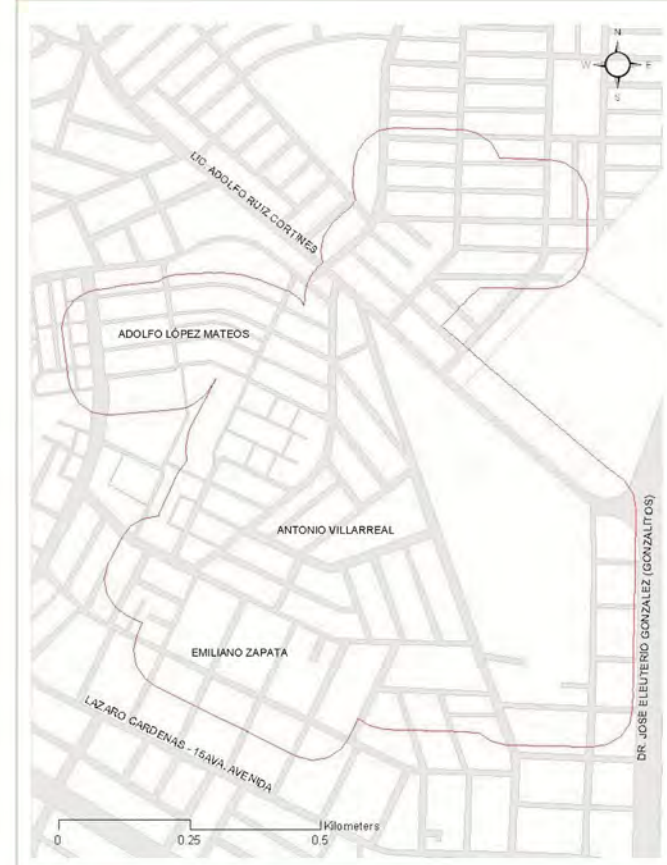 N
W E
S
LIC. ADOLFO RUIZ CORTINES
ADOLFO LÓPEZ MATEOS
ANTONIO VILLARREAL
EMILIANO ZAPATA
LAZARO CARDENAS - 15AVA. AVENIDA
DR. JOSE ELEUTERIO GONZALEZ (GONZALITOS)
Kilometers
0 0.25 0.5